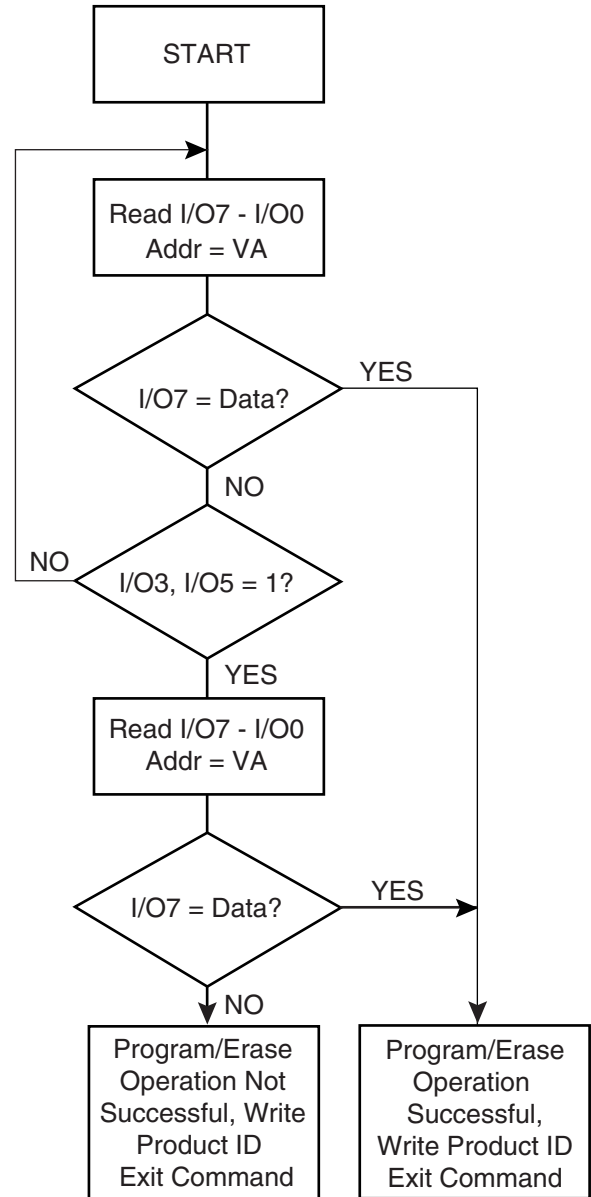 START
Read I/O7 - I/O0
Addr = VA
I/O7 = Data?
YES
NO
NO
I/O3, I/O5 = 1?
YES
Read I/O7 - I/O0
Addr = VA
I/O7 = Data?
YES
NO
Program/Erase
Operation Not
Successful, Write
Product ID
Exit Command
Program/Erase
Operation
Successful,
Write Product ID
Exit Command